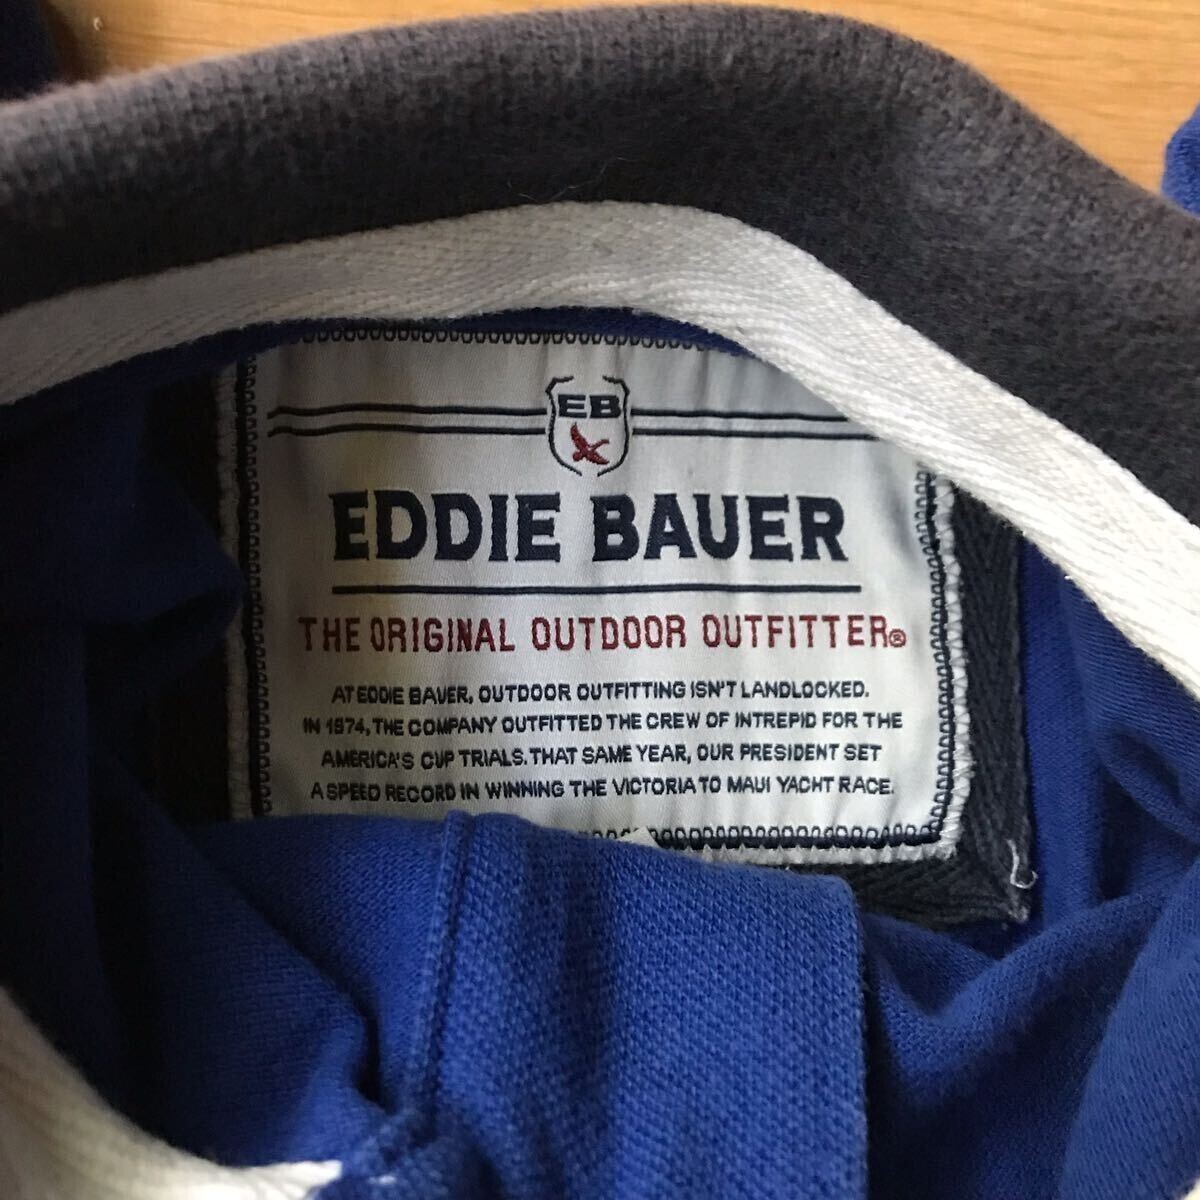 EB
EDDIE BAUER
THE ORIGINAL OUTDOOR OUTFITTER®
AT EDDIE BAUER, OUTDOOR OUTFITTING ISN'T LANDLOCKED.
IN 1974, THE COMPANY OUTFITTED THE CREW OF INTREPID FOR THE
AMERICA'S CUP TRIALS. THAT SAME YEAR, OUR PRESIDENT SET
A SPEED RECORD IN WINNING THE VICTORIA TO MAUI YACHT RACE.